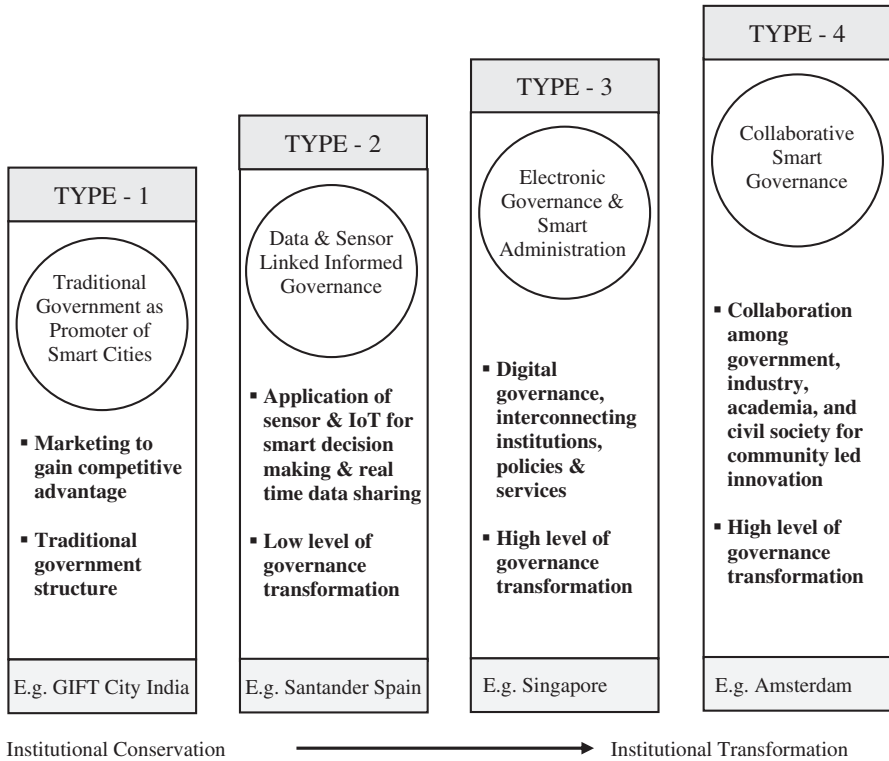 TYPE - 1
Traditional
Government as
Promoter of
Smart Cities
▪ Marketing to
gain competitive
advantage
▪ Traditional
government
structure
E.g. GIFT City India
TYPE - 2
Data & Sensor
Linked Informed
Governance
▪ Application of
sensor & IoT for
smart decision
making & real
time data sharing
▪ Low level of
governance
transformation
E.g. Santander Spain
TYPE - 3
Electronic
Governance &
Smart
Administration
▪ Digital
governance,
interconnecting
institutions,
policies &
services
▪ High level of
governance
transformation
E.g. Singapore
TYPE - 4
Collaborative
Smart
Governance
▪ Collaboration
among
government,
industry,
academia, and
civil society for
community led
innovation
▪ High level of
governance
transformation
E.g. Amsterdam
Institutional Conservation
Institutional Transformation